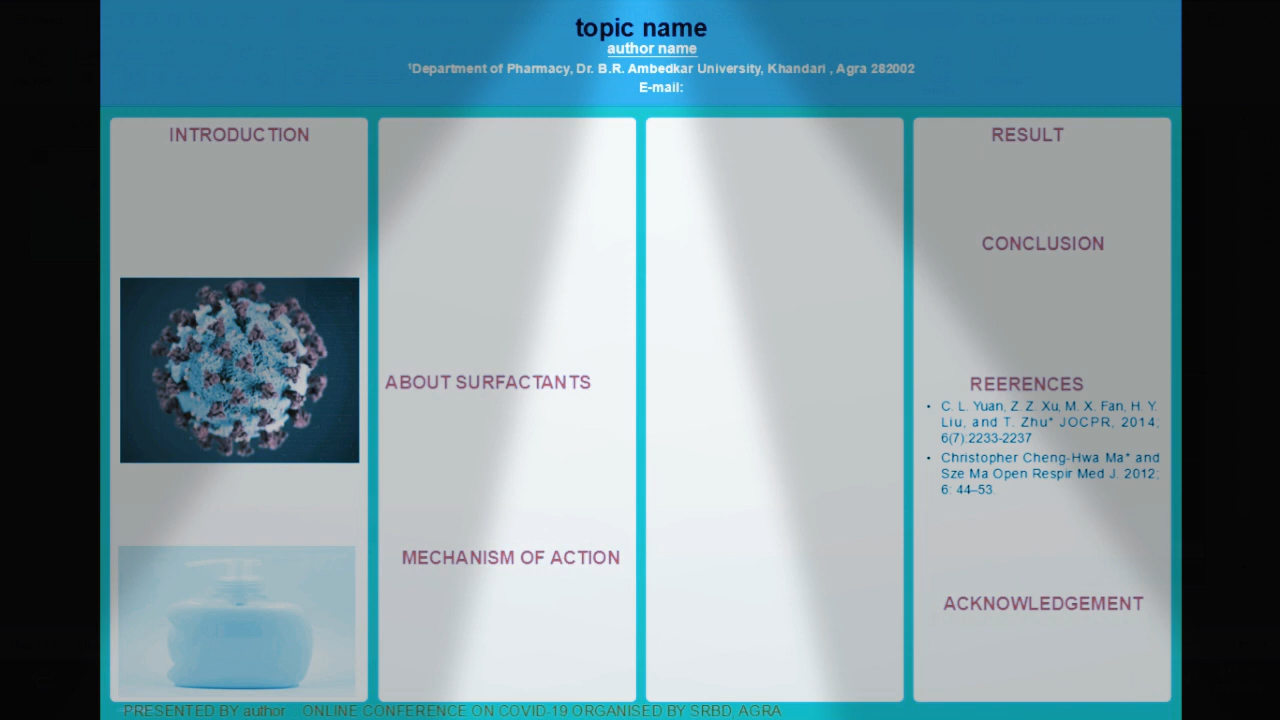 topic name
author name
¹Department of Pharmacy, Dr. B.R. Ambedkar University, Khandari , Agra 282002
E-mail:
INTRODUCTION
ABOUT SURFACTANTS
MECHANISM OF ACTION
RESULT
CONCLUSION
REERENCES
• C. L. Yuan, Z. Z. Xu, M. X. Fan, H. Y.
Liu, and T. Zhu* JOCPR, 2014;
6(7):2233-2237
• Christopher Cheng-Hwa Ma* and
Sze Ma Open Respir Med J. 2012;
6: 44–53.
ACKNOWLEDGEMENT
PRESENTED BY author ONLINE CONFERENCE ON COVID-19 ORGANISED BY SRBD, AGRA